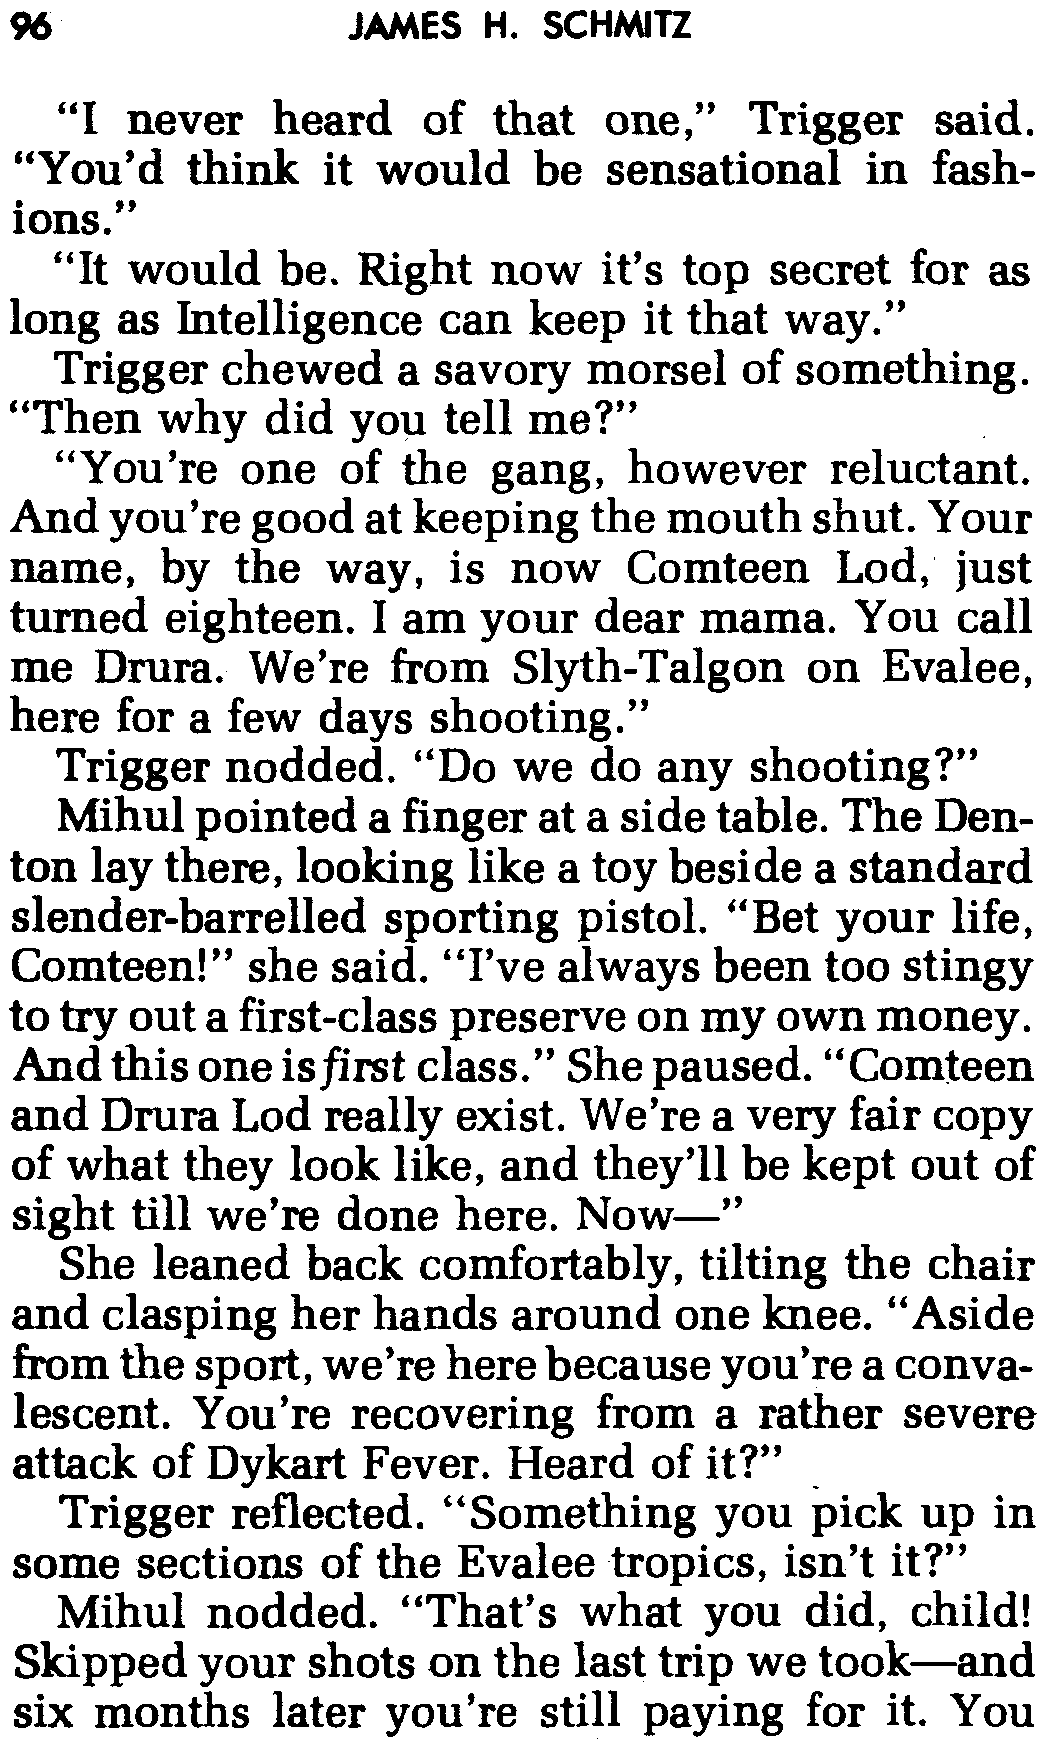 96 JAMES H. SCHMITZ
“I never heard of that one,” Trigger said.
“You’d think it would be sensational in fash-
ions.”
“It would be. Right now it’s top secret for as
long as Intelligence can keep it that way.”
Trigger chewed a savory morsel of something.
“Then why did you tell me?”
“You’re one of the gang, however reluctant.
And you’re good at keeping the mouth shut. Your
name, by the way, is now Comteen Lod, just
turned eighteen. I am your dear mama. You call
me Drura. We’re from Slyth-Talgon on Evalee,
here for a few days shooting.”
Trigger nodded. “Do we do any shooting?”
Mihul pointed a finger at a side table. The Den-
ton lay there, looking like a toy beside a standard
slender-barrelled sporting pistol. “Bet your life,
Comteen!” she said. “I’ve always been too stingy
to try out a first-class preserve on my own money.
And this one is first class.” She paused. “Comteen
and Drura Lod really exist. We’re a very fair copy
of what they look like, and they’ll be kept out of
sight till we’re done here. Now—”
She leaned back comfortably, tilting the chair
and clasping her hands around one knee. “Aside
from the sport, we’re here because you’re a conva-
lescent. You’re recovering from a rather severe
attack of Dykart Fever. Heard of it?”
Trigger reflected. “Something you pick up in
some sections of the Evalee tropics, isn’t it?”
Mihul nodded. “That’s what you did, child!
Skipped your shots on the last trip we took—and
six months later you’re still paying for it. You